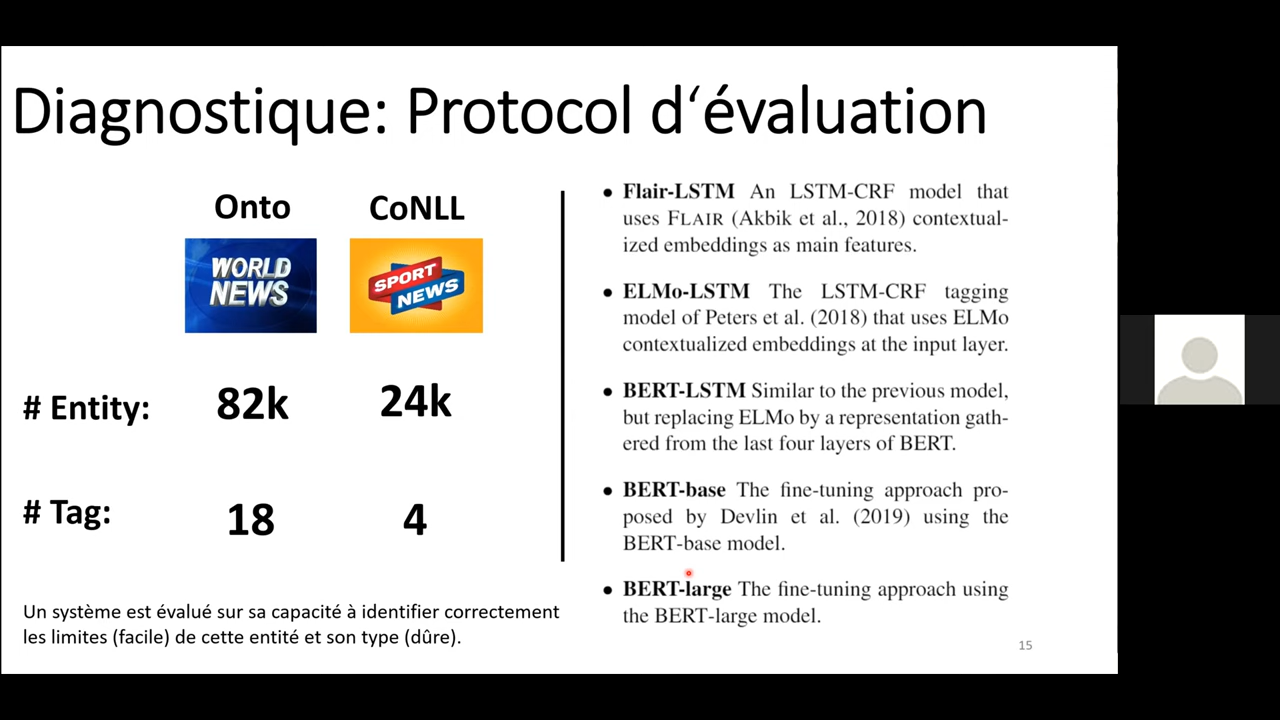 Diagnostique: Protocol d‘évaluation
Onto CoNLL
WORLD
NEWS
SPORT
NEWS
# Entity: 82k 24k
# Tag: 18 4
Un système est évalué sur sa capacité à identifier correctement
les limites (facile) de cette entité et son type (dûre).
• Flair-LSTM An LSTM-CRF model that
uses FLAIR (Akbik et al., 2018) contextual-
ized embeddings as main features.
• ELMo-LSTM The LSTM-CRF tagging
model of Peters et al. (2018) that uses ELMo
contextualized embeddings at the input layer.
• BERT-LSTM Similar to the previous model,
but replacing ELMo by a representation gath-
ered from the last four layers of BERT.
• BERT-base The fine-tuning approach pro-
posed by Devlin et al. (2019) using the
BERT-base model.
• BERT-large The fine-tuning approach using
the BERT-large model.
15